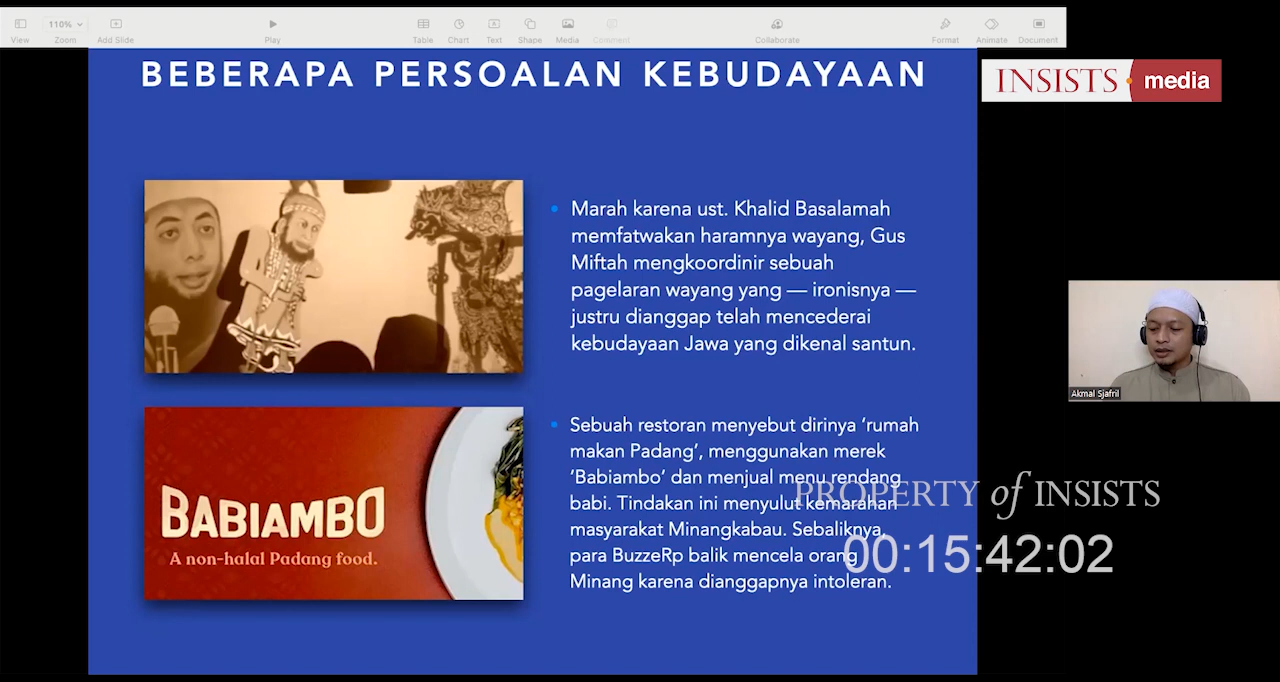 View
110%
Zoom
Add Slide
Play
Table
Chart
Text
Shape
Media
Comment
Collaborate
Format
Animate
Document
BEBERAPA PERSOALAN KEBUDAYAAN
INSISTS media
Marah karena ust. Khalid Basalamah
memfatwakan haramnya wayang, Gus
Miftah mengkoordinir sebuah
pagelaran wayang yang — ironisnya —
justru dianggap telah mencederai
kebudayaan Jawa yang dikenal santun.
Akmal Sjafril
BABIAMBO
A non-halal Padang food.
Sebuah restoran menyebut dirinya ‘rumah
makan Padang’, menggunakan merek
‘Babiambo’ dan menjual menu rendang
babi. Tindakan ini menyulut kemarahan
masyarakat Minangkabau. Sebaliknya,
para BuzzeRp balik mencela orang
Minang karena dianggapnya intoleran.
PROPERTY of INSISTS
00:15:42:02